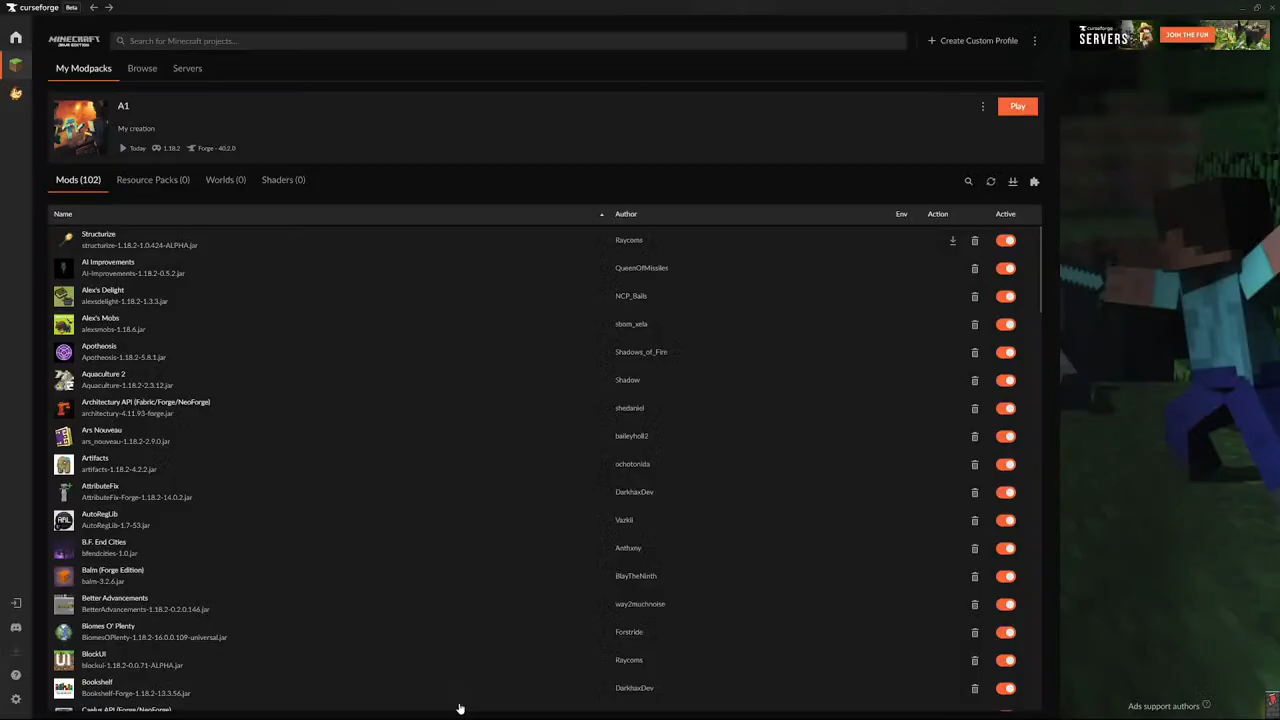 curseforge Beta
MINECRAFT
JAVA EDITION
Search for Minecraft projects...
+ Create Custom Profile
curseforge
SERVERS
JOIN THE FUN
My Modpacks Browse Servers
A1
My creation
Today 1.18.2 Forge - 40.2.0
Play
Mods (102) Resource Packs (0) Worlds (0) Shaders (0)
Name Author Env Action Active
Structurize
structurize-1.18.2-1.0.424-ALPHA.jar
Raycoms
AI Improvements
AI-Improvements-1.18.2-0.5.2.jar
QueenOfMissiles
Alex's Delight
alexsdelight-1.18.2-1.3.3.jar
NCP_Bails
Alex's Mobs
alexsmobs-1.18.6.jar
sbom_xela
Apotheosis
Apotheosis-1.18.2-5.8.1.jar
Shadows_of_Fire
Aquaculture 2
Aquaculture-1.18.2-2.3.12.jar
Shadow
Architectury API (Fabric/Forge/NeoForge)
architectury-4.11.93-forge.jar
shedaniel
Ars Nouveau
ars_nouveau-1.18.2-2.9.0.jar
baileyholl2
Artifacts
artifacts-1.18.2-4.2.2.jar
ochotonida
AttributeFix
AttributeFix-Forge-1.18.2-14.0.2.jar
DarkhaxDev
AutoRegLib
AutoRegLib-1.7-53.jar
Vazkii
B.F. End Cities
bfendcities-1.0.jar
Anthxny
Balm (Forge Edition)
balm-3.2.6.jar
BlayTheNinth
Better Advancements
BetterAdvancements-1.18.2-0.2.0.146.jar
way2muchnoise
Biomes O' Plenty
BiomesOPlenty-1.18.2-16.0.0.109-universal.jar
Forstride
BlockUI
blockui-1.18.2-0.0.71-ALPHA.jar
Raycoms
Bookshelf
Bookshelf-Forge-1.18.2-13.3.56.jar
DarkhaxDev
Caelus API (Forge/NeoForge)
Ads support authors